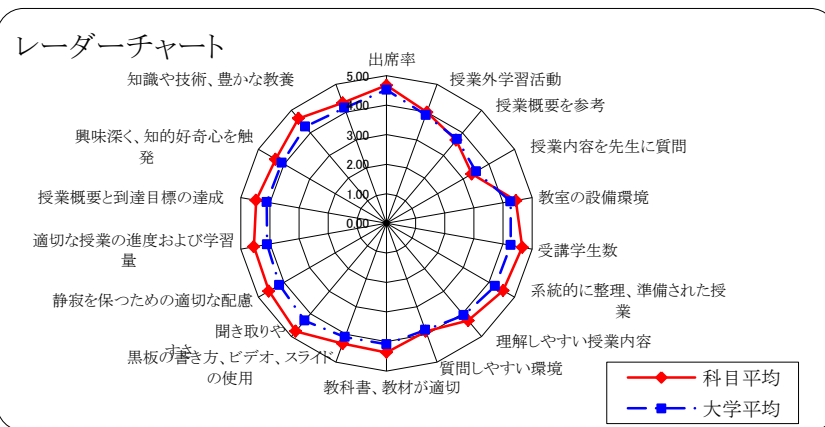 レーダーチャート
出席率
授業外学習活動
授業概要を参考
授業内容を先生に質問
教室の設備環境
受講学生数
系統的に整理、準備された授
業
理解しやすい授業内容
質問しやすい環境
教科書、教材が適切
黒板の書き方、ビデオ、スライド
の使用
聞き取りや
すさ
静寂を保つための適切な配慮
適切な授業の進度および学習
量
授業概要と到達目標の達成
興味深く、知的好奇心を触
発
知識や技術、豊かな教養
5.00
4.00
3.00
2.00
1.00
0.00
科目平均
大学平均